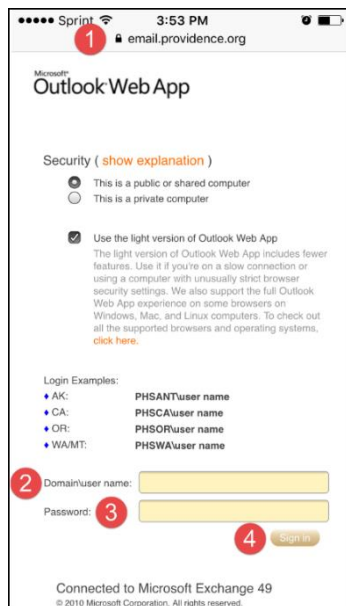 Sprint 3:53 PM
1 email.providence.org
Microsoft®
Outlook Web App
Security ( show explanation )
This is a public or shared computer
This is a private computer
Use the light version of Outlook Web App
The light version of Outlook Web App includes fewer
features. Use it if you're on a slow connection or
using a computer with unusually strict browser
security settings. We also support the full Outlook
Web App experience on some browsers on
Windows, Mac, and Linux computers. To check out
all the supported browsers and operating systems,
click here.
Login Examples:
AK: PHSANT\user name
CA: PHSCA\user name
OR: PHSOR\user name
WA/MT: PHSWA\user name
2 Domain\user name:
Password: 3
4 Sign in
Connected to Microsoft Exchange 49
© 2010 Microsoft Corporation. All rights reserved.